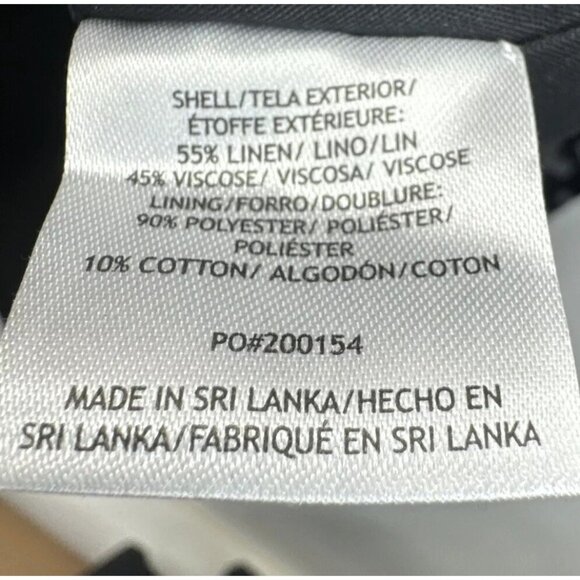 SHELL/TELA EXTERIOR/
ÉTOFFE EXTÉRIEURE:
55% LINEN/ LINO/LIN
45% VISCOSE/ VISCOSA/ VISCOSE
LINING/FORRO/DOUBLURE:
90% POLYESTER/ POLIÉSTER/
POLIÉSTER
10% COTTON/ ALGODÓN/COTON
PO#200154
MADE IN SRI LANKA/HECHO EN
SRI LANKA/FABRIQUÉ EN SRI LANKA